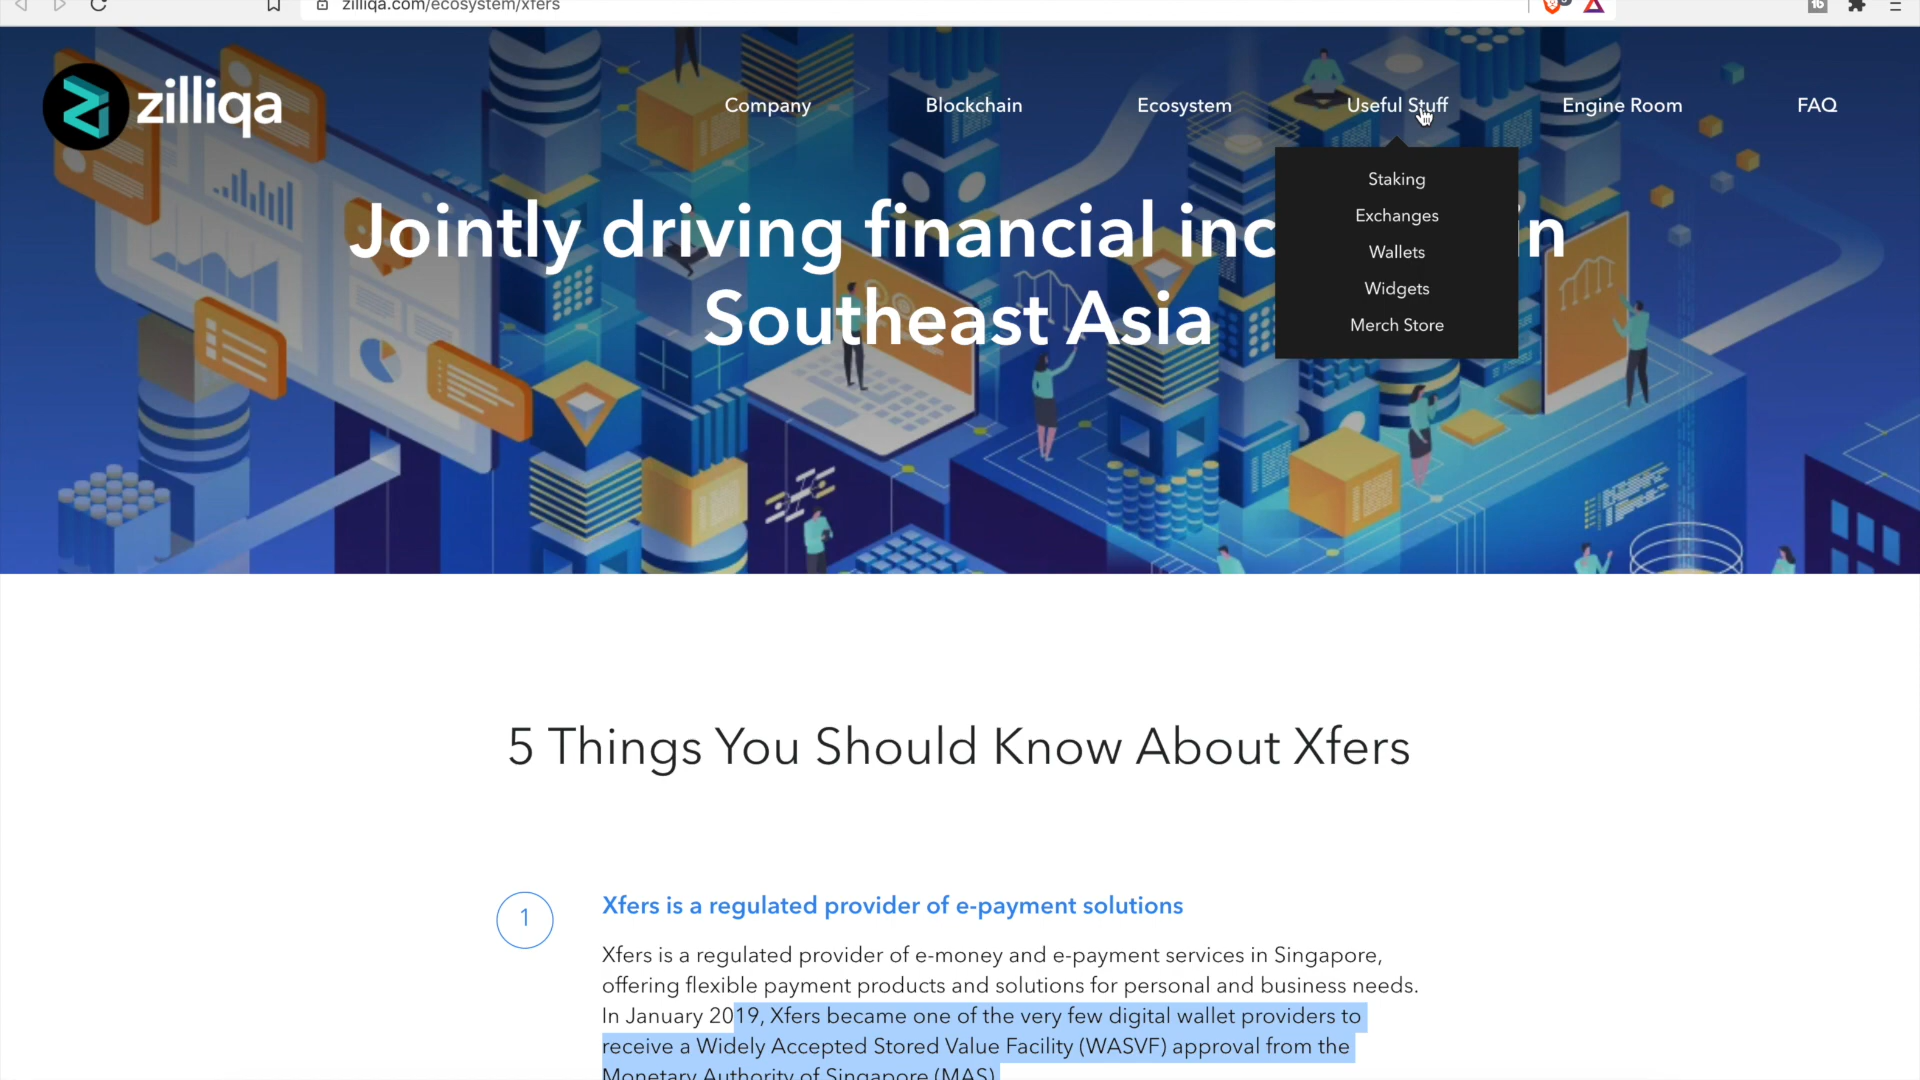 zilliqa.com/ecosystem/xfers
zilliqa
Company
Blockchain
Ecosystem
Useful Stuff
Engine Room
FAQ
Staking
Exchanges
Wallets
Widgets
Merch Store
Jointly driving financial inc n
Southeast Asia
5 Things You Should Know About Xfers
1
Xfers is a regulated provider of e-payment solutions
Xfers is a regulated provider of e-money and e-payment services in Singapore,
offering flexible payment products and solutions for personal and business needs.
In January 2019, Xfers became one of the very few digital wallet providers to
receive a Widely Accepted Stored Value Facility (WASVF) approval from the
Monetary Authority of Singapore (MAS)